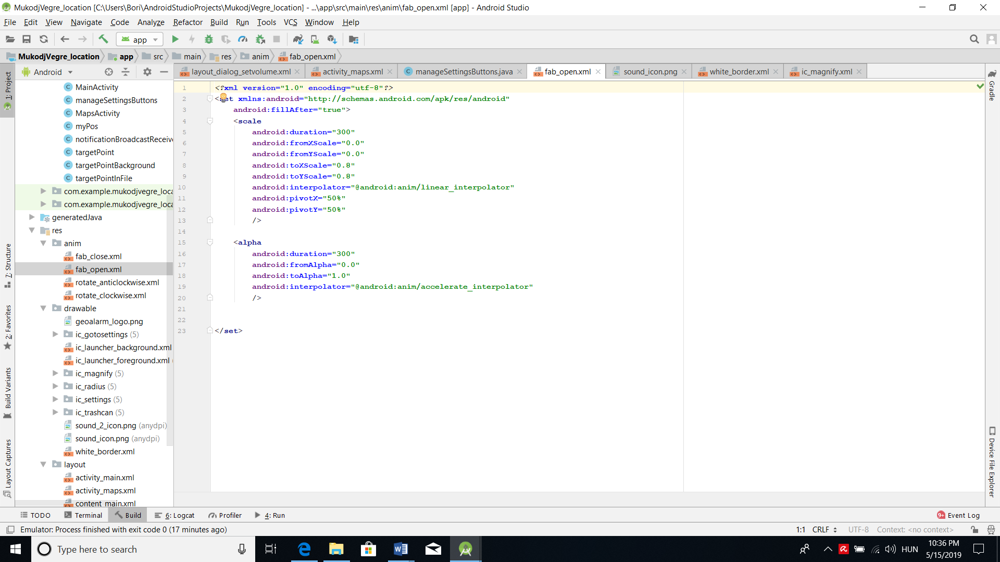 MukodjVegre_location [C:\Users\Bori\AndroidStudioProjects\MukodjVegre_location] - ...\app\src\main\res\anim\fab_open.xml [app] - Android Studio
File Edit View Navigate Code Analyze Refactor Build Run Tools VCS Window Help
app
MukodjVegre_location app src main res anim fab_open.xml
Android
layout_dialog_setvolume.xml activity_maps.xml manageSettingsButtons.java fab_open.xml sound_icon.png white_border.xml ic_magnify.xml
1: Project
7: Structure
2: Favorites
Build Variants
Layout Captures
MainActivity
manageSettingsButtons
MapsActivity
myPos
notificationBroadcastReceive
targetPoint
targetPointBackground
targetPointInFile
com.example.mukodjvegre_loca
com.example.mukodjvegre_loca
generatedJava
res
anim
fab_close.xml
fab_open.xml
rotate_anticlockwise.xml
rotate_clockwise.xml
drawable
geoalarm_logo.png
ic_gotosettings (5)
ic_launcher_background.xml
ic_launcher_foreground.xml
ic_magnify (5)
ic_radius (5)
ic_settings (5)
ic_trashcan (5)
sound_2_icon.png (anydpi)
sound_icon.png (anydpi)
white_border.xml
layout
activity_main.xml
activity_maps.xml
content_main.xml
1 <?xml version="1.0" encoding="utf-8"?>
2 <set xmlns:android="http://schemas.android.com/apk/res/android"
3 android:fillAfter="true">
4 <scale
5 android:duration="300"
6 android:fromXScale="0.0"
7 android:fromYScale="0.0"
8 android:toXScale="0.8"
9 android:toYScale="0.8"
10 android:interpolator="@android:anim/linear_interpolator"
11 android:pivotX="50%"
12 android:pivotY="50%"
13 />
14
15 <alpha
16 android:duration="300"
17 android:fromAlpha="0.0"
18 android:toAlpha="1.0"
19 android:interpolator="@android:anim/accelerate_interpolator"
20 />
21
22
23 </set>
Gradle
Device File Explorer
TODO Terminal Build 6: Logcat Profiler 4: Run 9+ Event Log
Emulator: Process finished with exit code 0 (17 minutes ago) 1:1 CRLF UTF-8 Context: <no context>
Type here to search
HUN
10:36 PM
5/15/2019